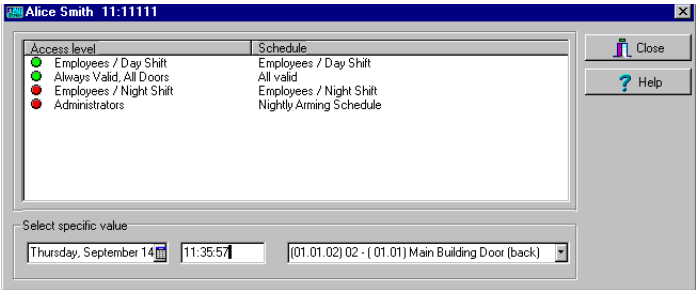 Alice Smith 11:11111
Access level Schedule
Employees / Day Shift Employees / Day Shift
Always Valid, All Doors All valid
Employees / Night Shift Employees / Night Shift
Administrators Nightly Arming Schedule
Close
Help
Select specific value
Thursday, September 14 11:35:57 (01.01.02) 02 - ( 01.01) Main Building Door (back)